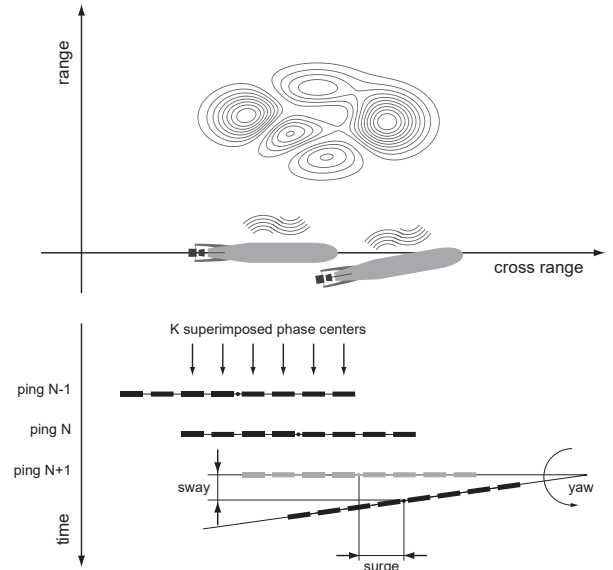 range
cross range
K superimposed phase centers
ping N-1
ping N
ping N+1
sway
yaw
time
surge